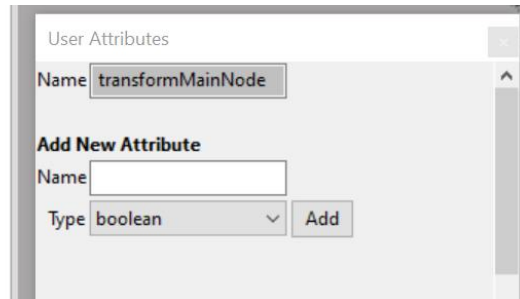 User Attributes
Name transformMainNode
Add New Attribute
Name
Type boolean Add